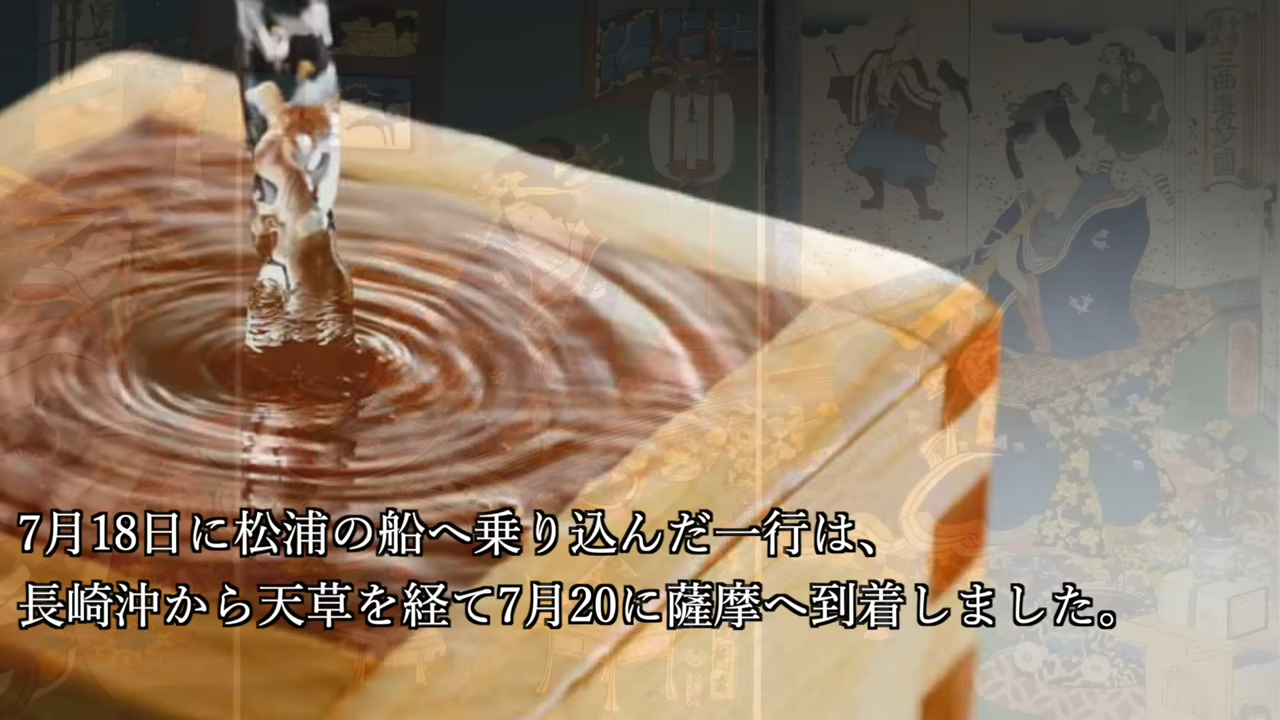 7月18日に松浦の船へ乗り込んだ一行は、
長崎沖から天草を経て7月20に薩摩へ到着しました。